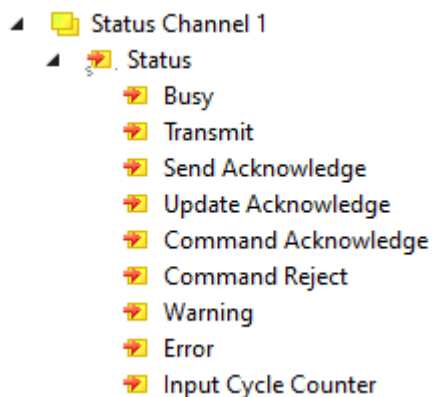 Status Channel 1
Status
Busy
Transmit
Send Acknowledge
Update Acknowledge
Command Acknowledge
Command Reject
Warning
Error
Input Cycle Counter